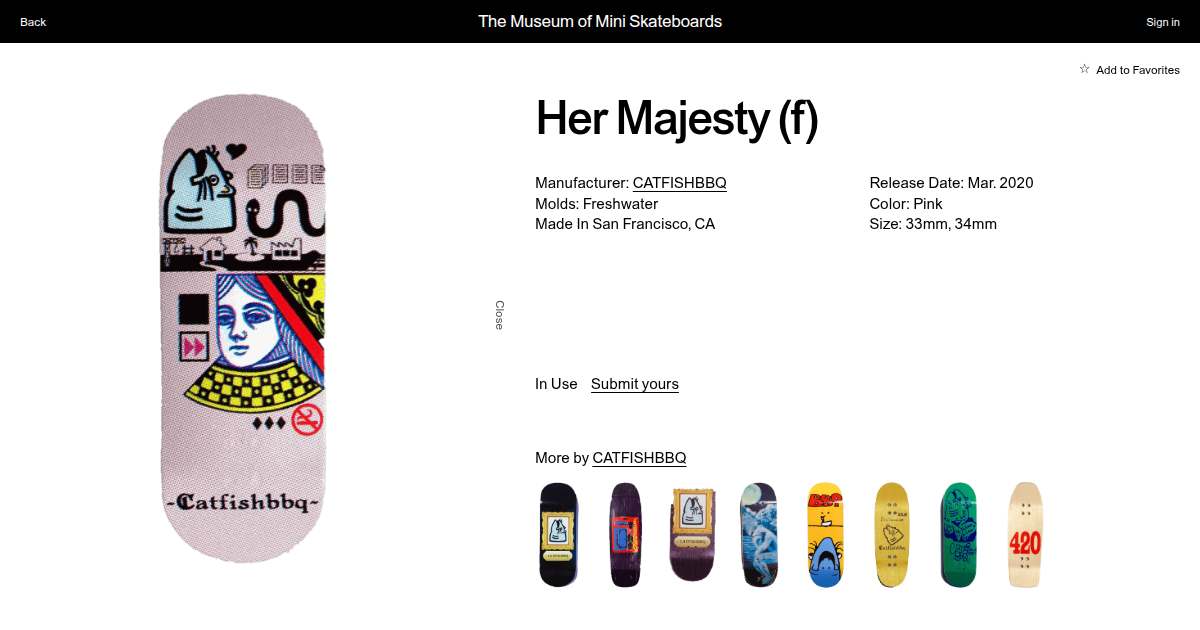 Back
The Museum of Mini Skateboards
Sign in
☆ Add to Favorites
Her Majesty (f)
Manufacturer: CATFISHBBQ
Molds: Freshwater
Made In San Francisco, CA
Release Date: Mar. 2020
Color: Pink
Size: 33mm, 34mm
Close
In Use Submit yours
More by CATFISHBBQ
-Catfishbbq-
420